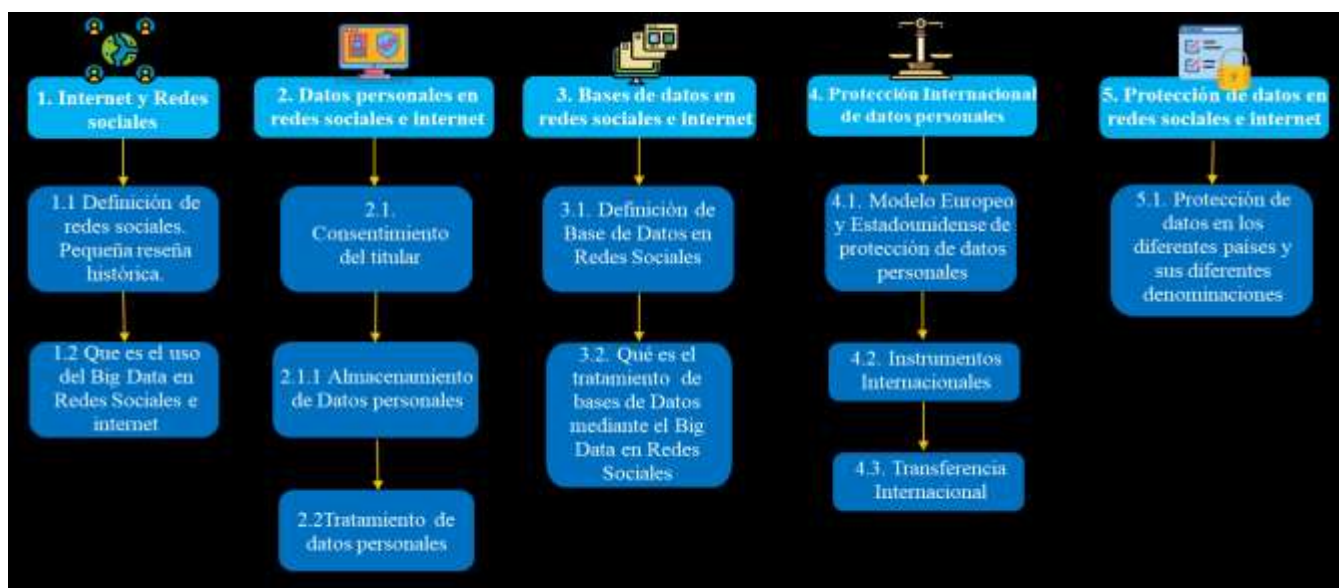 1. Internet y Redes
sociales
1.1 Definición de
redes sociales.
Pequeña reseña
histórica.
1.2 Que es el uso
del Big Data en
Redes Sociales e
internet
2. Datos personales en
redes sociales e internet
2.1.
Consentimiento
del titular
2.1.1 Almacenamiento
de Datos personales
2.2Tratamiento de
datos personales
3. Bases de datos en
redes sociales e internet
3.1. Definición de
Base de Datos en
Redes Sociales
3.2. Qué es el
tratamiento de
bases de Datos
mediante el Big
Data en Redes
Sociales
4. Protección Internacional
de datos personales
4.1. Modelo Europeo
y Estadounidense de
protección de datos
personales
4.2. Instrumentos
Internacionales
4.3. Transferencia
Internacional
5. Protección de datos en
redes sociales e internet
5.1. Protección de
datos en los
diferentes países y
sus diferentes
denominaciones